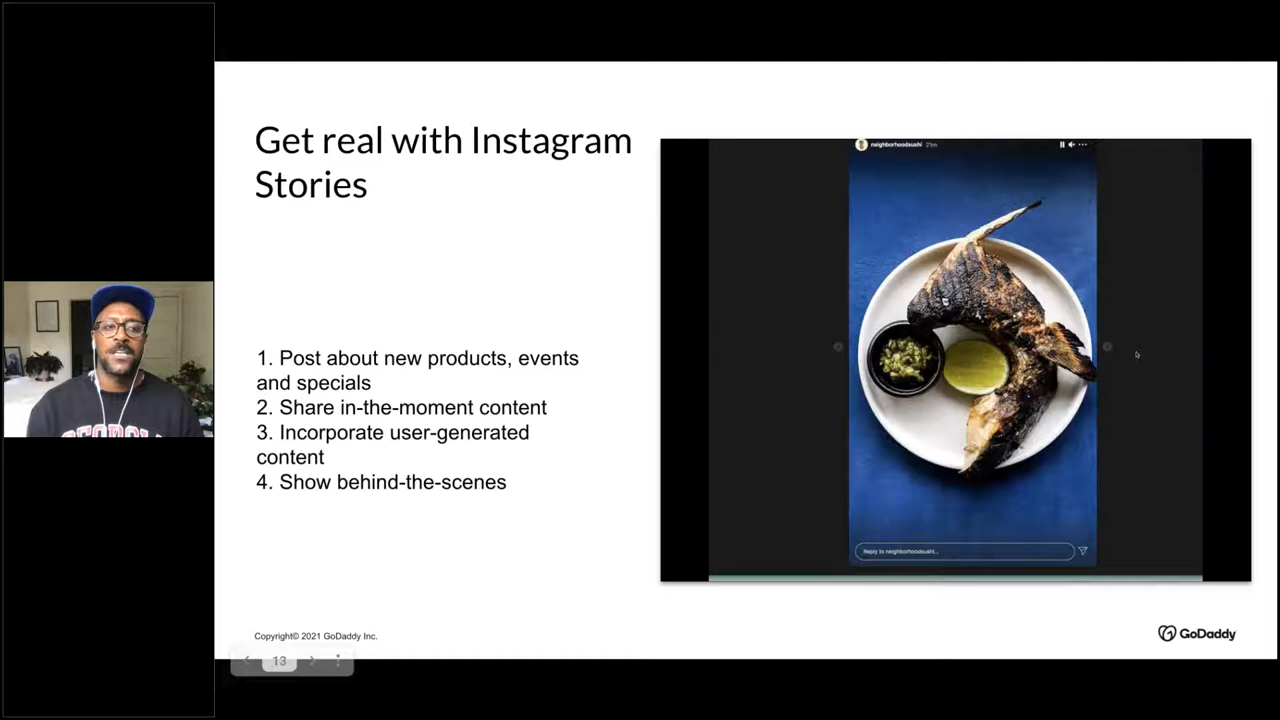 Get real with Instagram
Stories
1. Post about new products, events
and specials
2. Share in-the-moment content
3. Incorporate user-generated
content
4. Show behind-the-scenes
neighborhoodsushi 21m
Reply to neighborhoodsushi...
Copyright© 2021 GoDaddy Inc.
GoDaddy
13